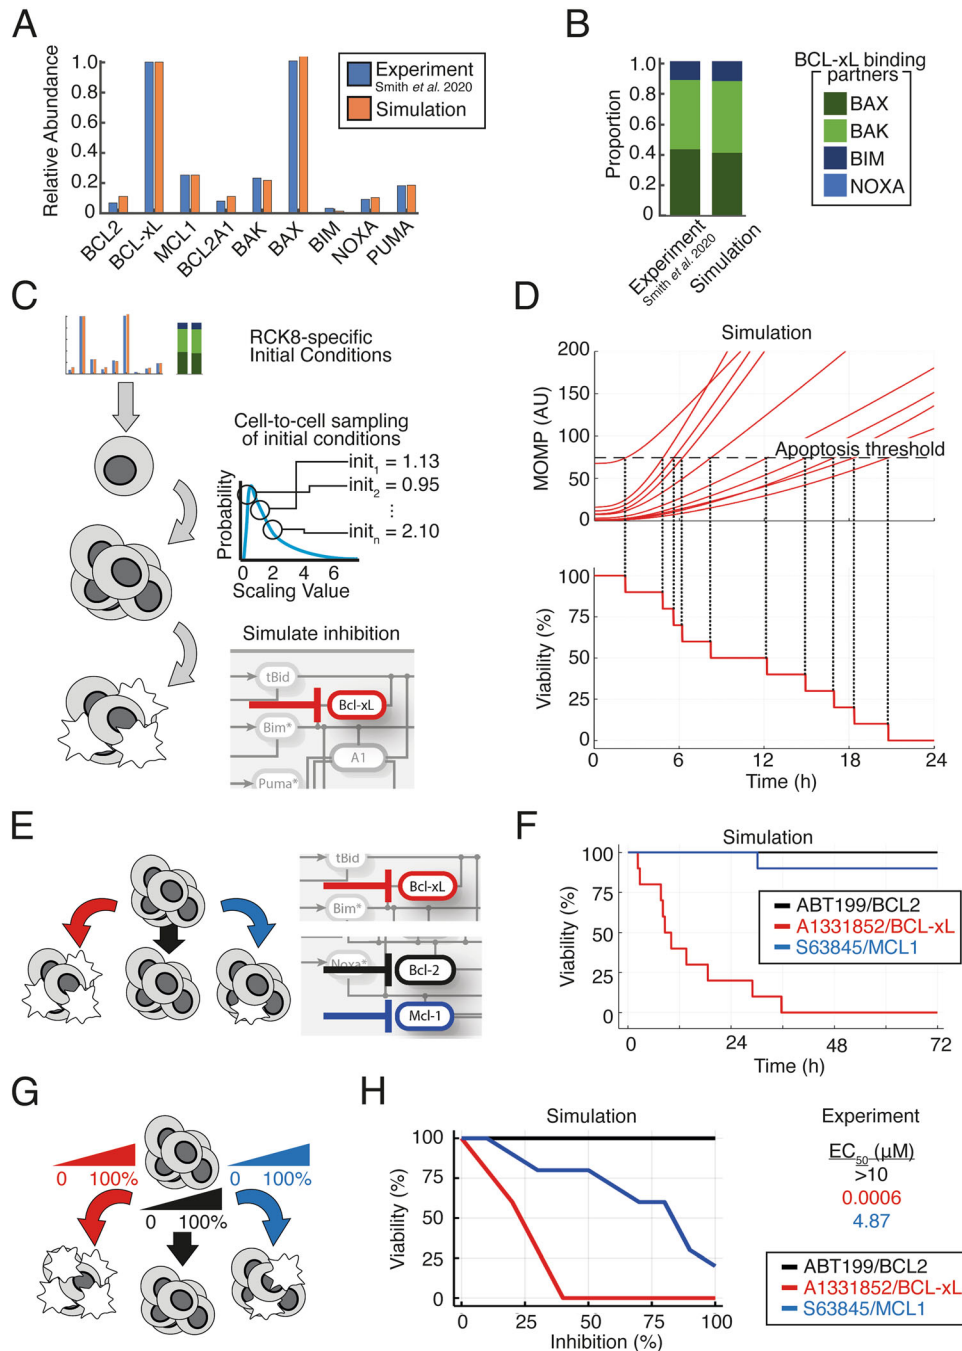 A
Relative Abundance
1.0
0.8
0.6
0.4
0.2
0
BCL2
BCL-xL
MCL1
BCL2A1
BAK
BAX
BIM
NOXA
PUMA
Experiment
Smith et al. 2020
Simulation
B
Proportion
1.0
0.8
0.6
0.4
0.2
0
Experiment
Smith et al. 2020
Simulation
BCL-xL binding
partners
BAX
BAK
BIM
NOXA
C
RCK8-specific
Initial Conditions
Cell-to-cell sampling
of initial conditions
init1 = 1.13
init2 = 0.95
⋮
initn = 2.10
Probability
0 2 4 6
Scaling Value
Simulate inhibition
tBid
Bcl-xL
Bim*
A1
Puma*
D
Simulation
MOMP (AU)
200
150
100
50
0
Apoptosis threshold
Viability (%)
100
75
50
25
0
0 6 12 18 24
Time (h)
E
tBid
Bcl-xL
Bim*
Noxa*
Bcl-2
Mcl-1
F
Simulation
Viability (%)
100
75
50
25
0
ABT199/BCL2
A1331852/BCL-xL
S63845/MCL1
0 24 48 72
Time (h)
G
0 100%
0 100%
0 100%
H
Simulation
Viability (%)
100
75
50
25
0
0 25 50 75 100
Inhibition (%)
Experiment
EC50 (µM)
>10
0.0006
4.87
ABT199/BCL2
A1331852/BCL-xL
S63845/MCL1